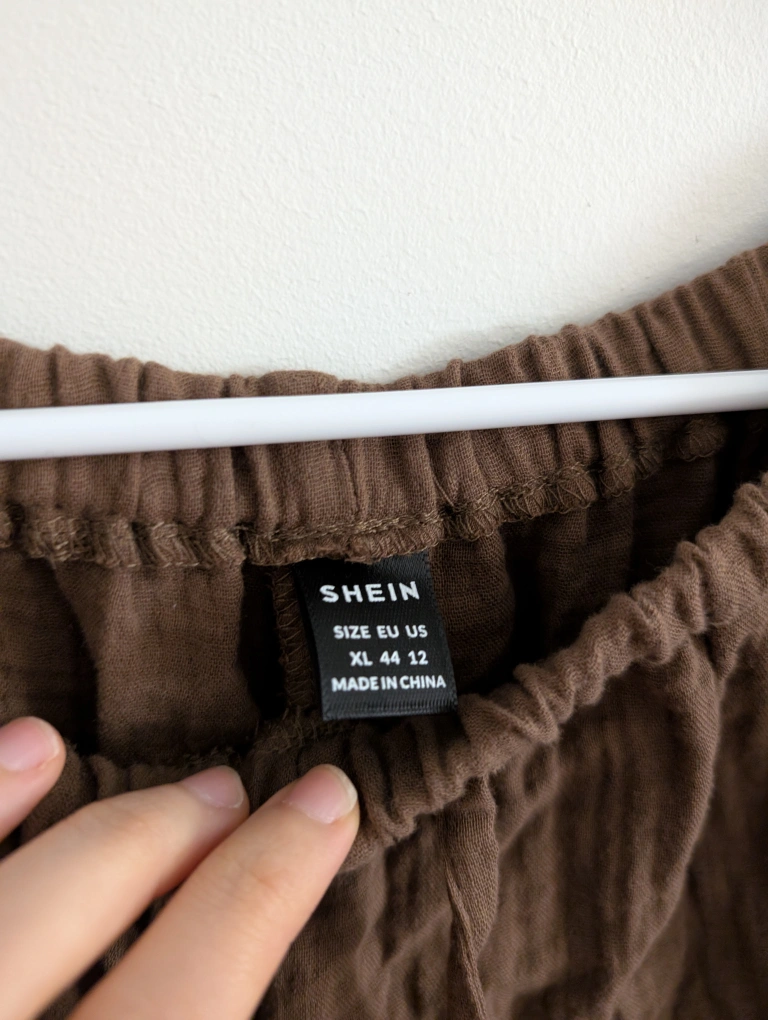 SHEIN
SIZE EU US
XL 44 12
MADE IN CHINA